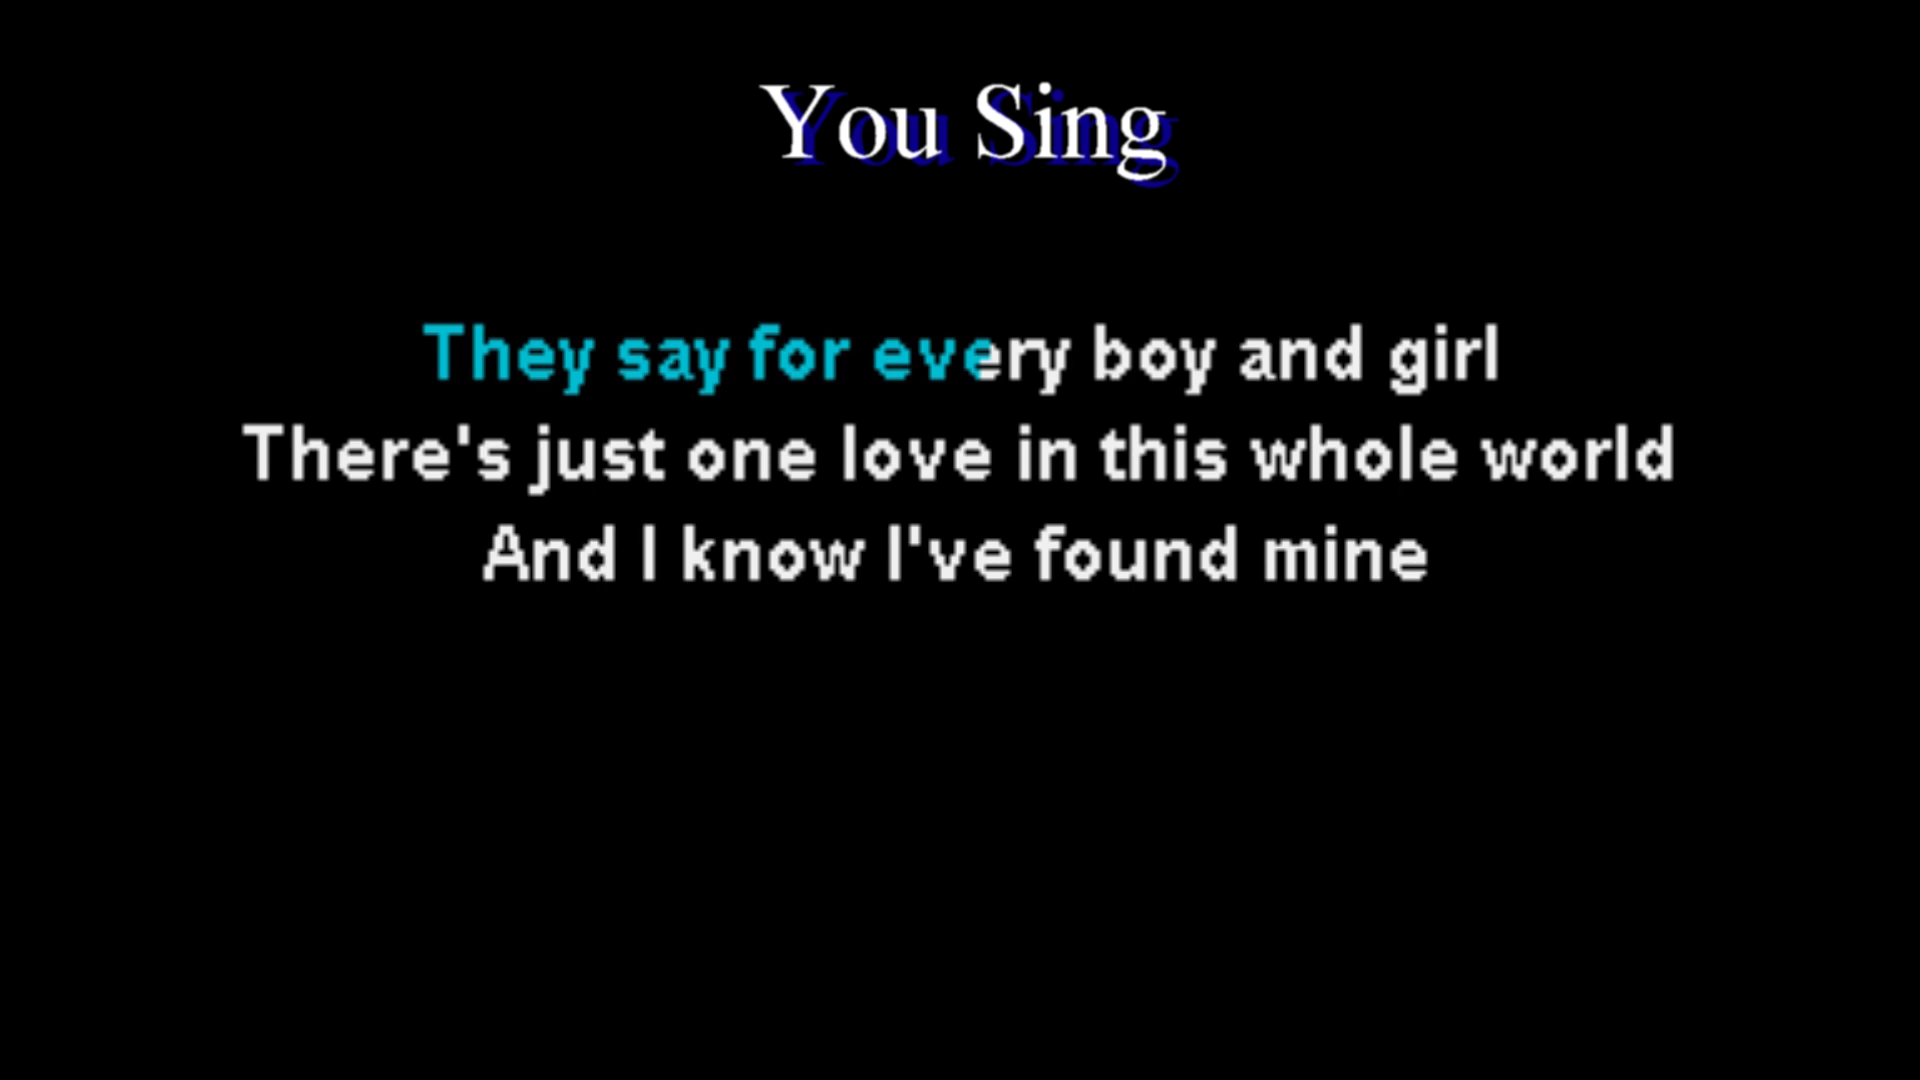 You Sing
They say for every boy and girl
There's just one love in this whole world
And I know I've found mine